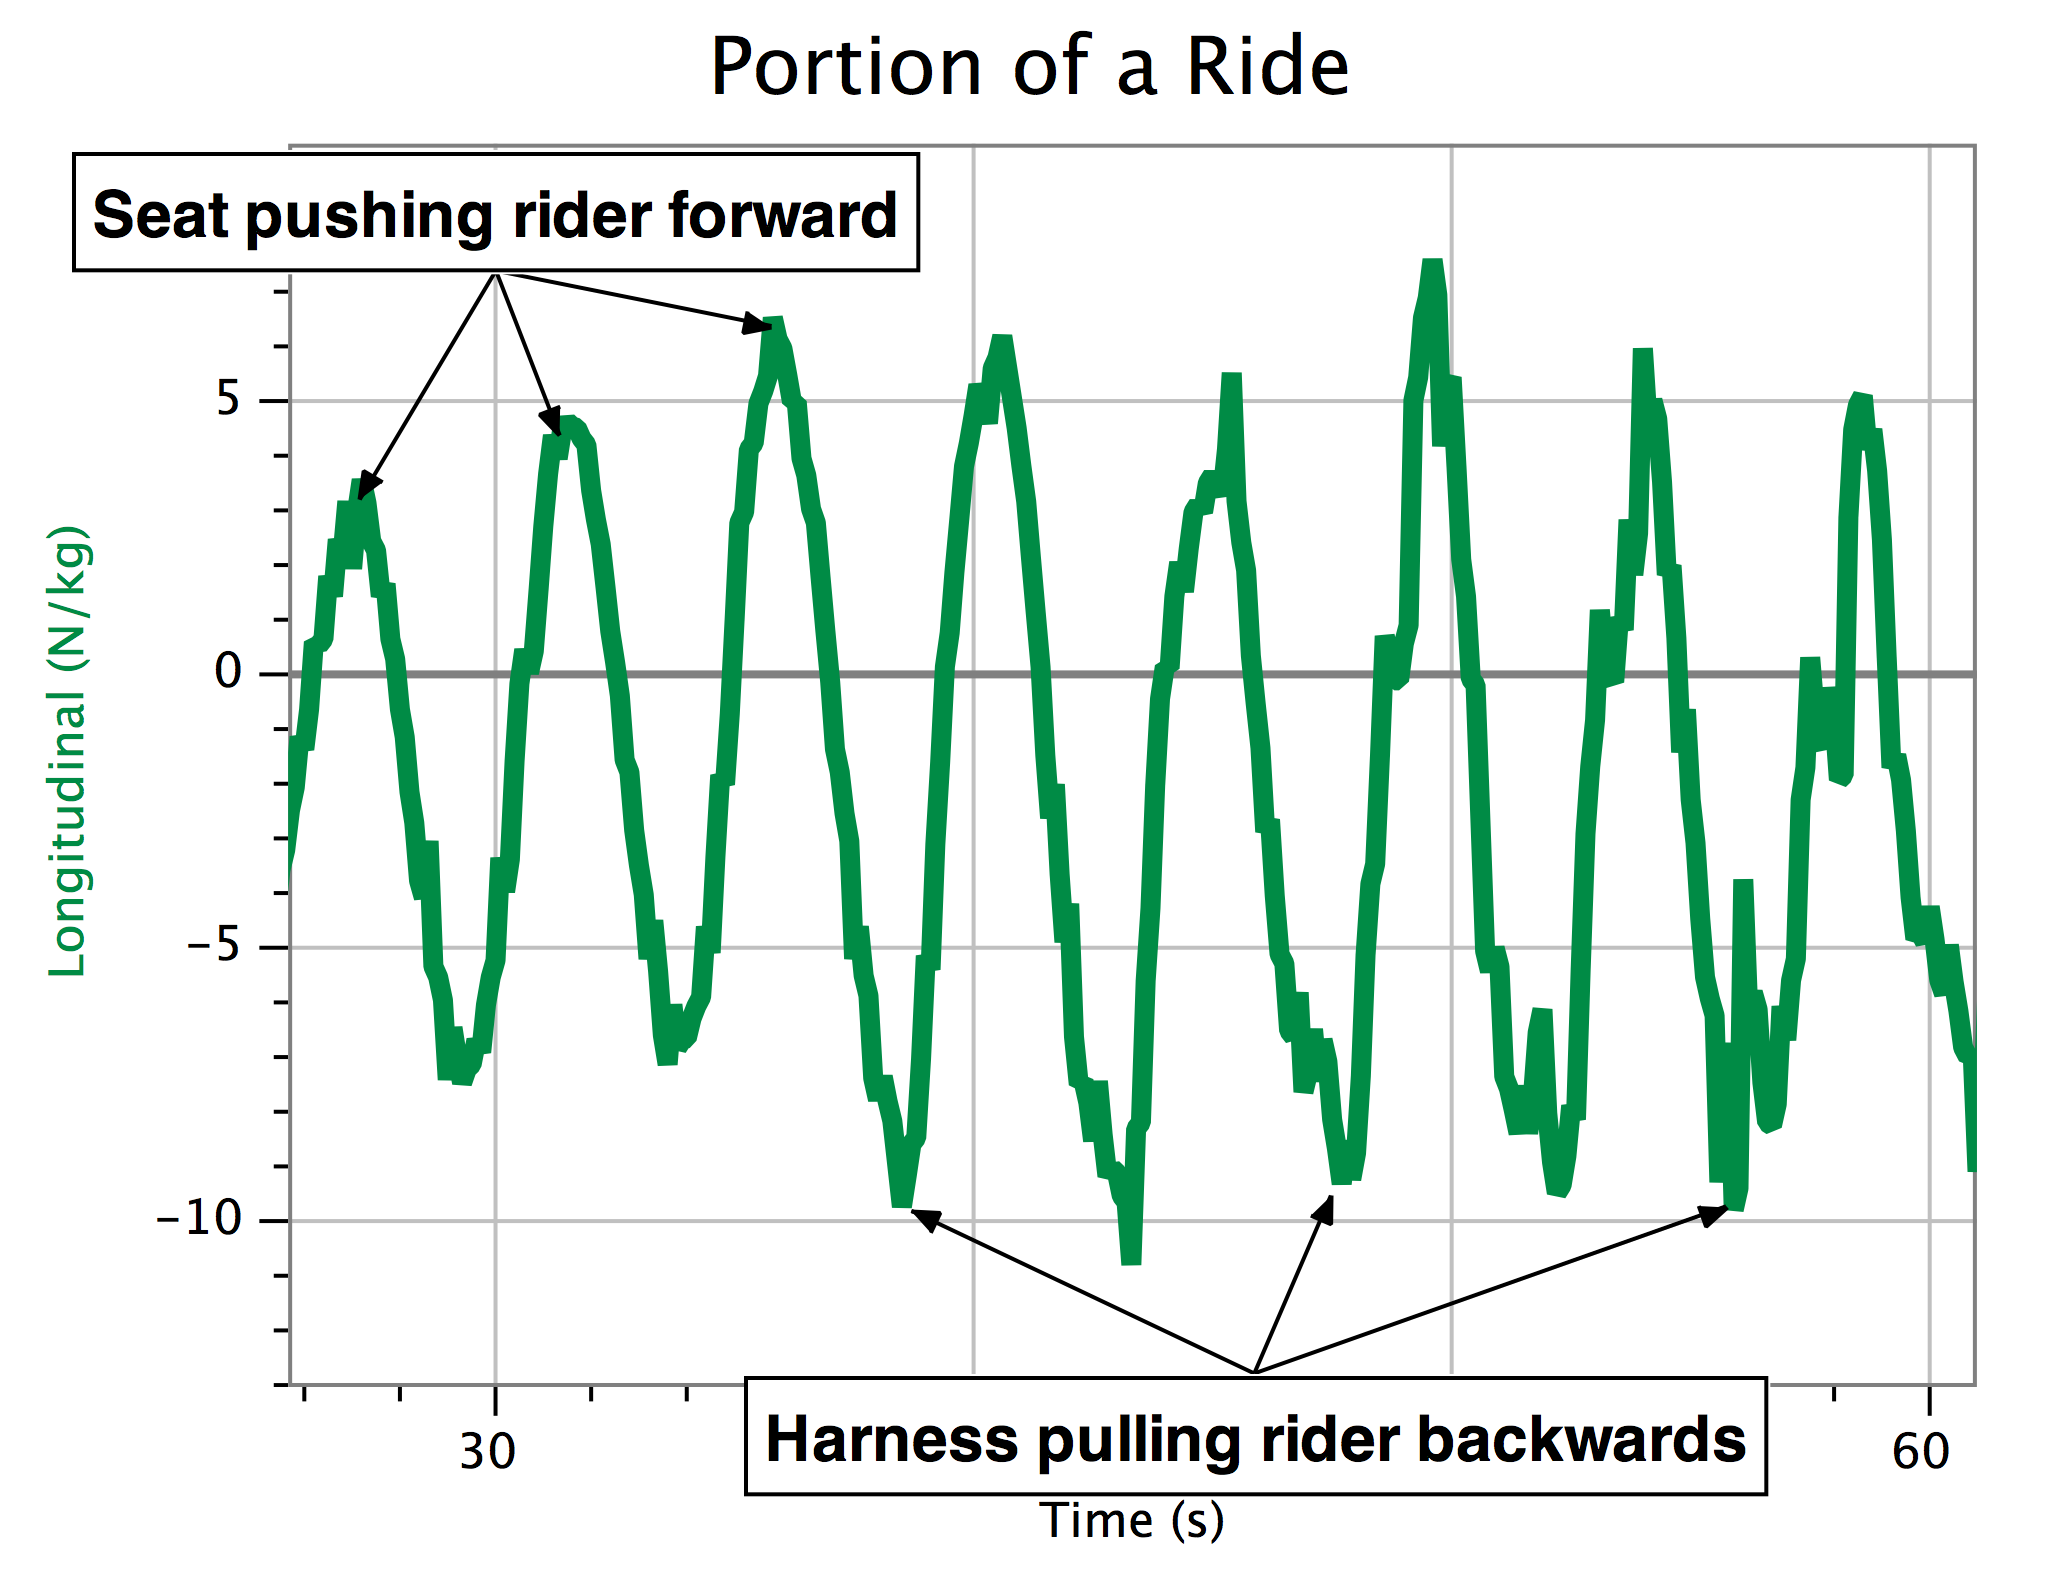 Portion of a Ride
Seat pushing rider forward
5
0
−5
−10
Longitudinal (N/kg)
30
60
Harness pulling rider backwards
Time (s)